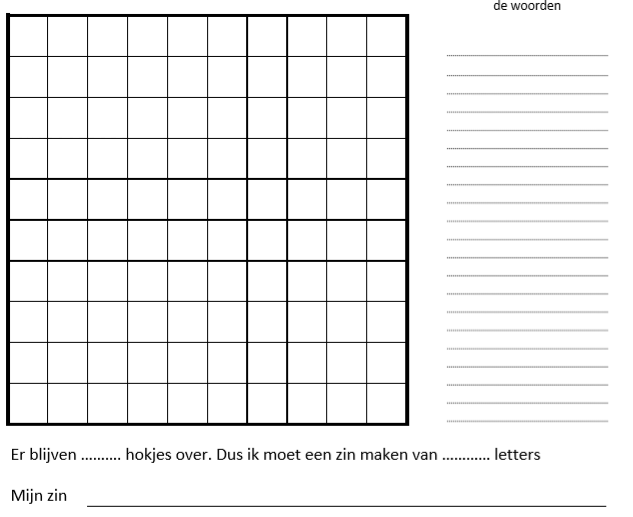 de woorden
Er blijven .......... hokjes over. Dus ik moet een zin maken van ............ letters
Mijn zin